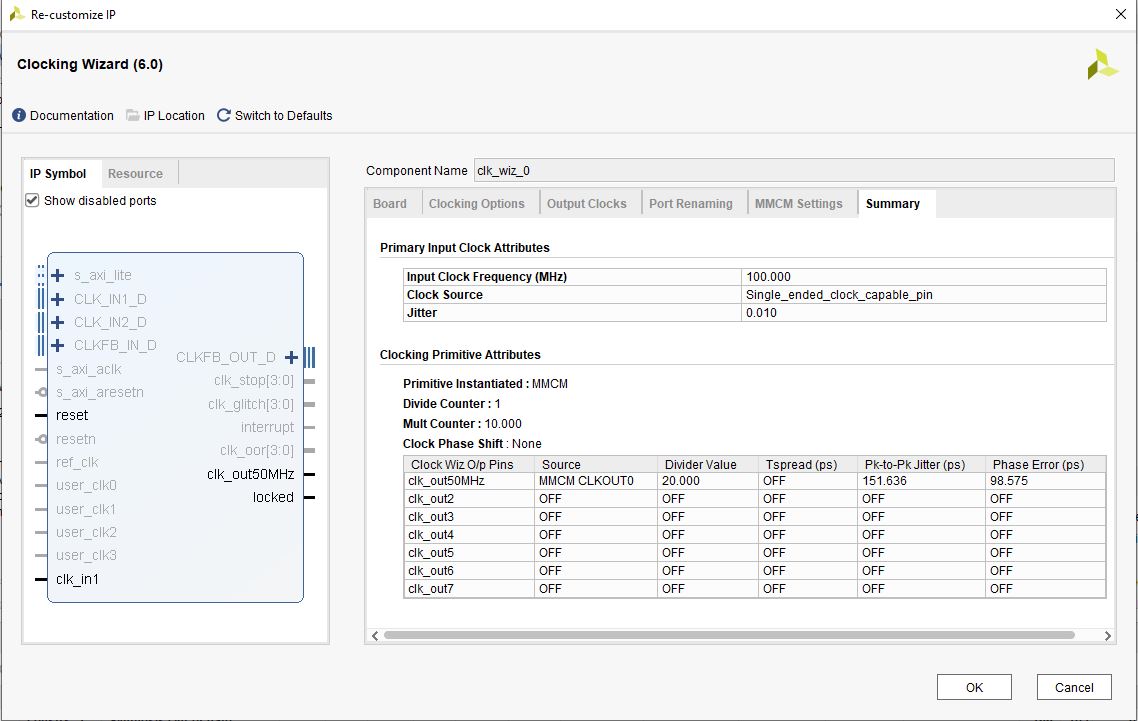 Re-customize IP
Clocking Wizard (6.0)
Documentation IP Location Switch to Defaults
IP Symbol Resource
Show disabled ports
s_axi_lite
CLK_IN1_D
CLK_IN2_D
CLKFB_IN_D
s_axi_aclk
s_axi_aresetn
reset
resetn
ref_clk
user_clk0
user_clk1
user_clk2
user_clk3
clk_in1
CLKFB_OUT_D
clk_stop[3:0]
clk_glitch[3:0]
interrupt
clk_oor[3:0]
clk_out50MHz
locked
Component Name clk_wiz_0
Board Clocking Options Output Clocks Port Renaming MMCM Settings Summary
Primary Input Clock Attributes
Input Clock Frequency (MHz) 100.000
Clock Source Single_ended_clock_capable_pin
Jitter 0.010
Clocking Primitive Attributes
Primitive Instantiated : MMCM
Divide Counter : 1
Mult Counter : 10.000
Clock Phase Shift : None
Clock Wiz O/p Pins Source Divider Value Tspread (ps) Pk-to-Pk Jitter (ps) Phase Error (ps)
clk_out50MHz MMCM CLKOUT0 20.000 OFF 151.636 98.575
clk_out2 OFF OFF OFF OFF OFF
clk_out3 OFF OFF OFF OFF OFF
clk_out4 OFF OFF OFF OFF OFF
clk_out5 OFF OFF OFF OFF OFF
clk_out6 OFF OFF OFF OFF OFF
clk_out7 OFF OFF OFF OFF OFF
OK Cancel